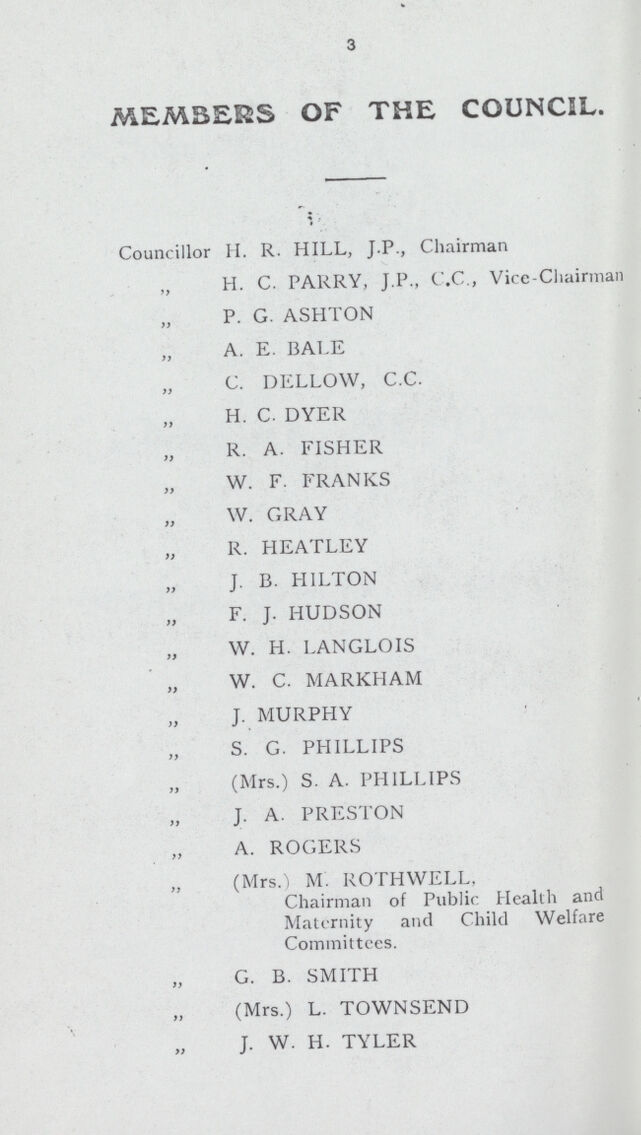 3
MEMBERS OF THE COUNCIL.
Councillor H. R. HILL, J.P., Chairman
„ H. C. PARRY, J.P., C.C., Vice-Chairman
„ P. G. ASHTON
„ A. E. BALE
„ C. DELLOW, C.C.
„ H. C. DYER
„ R. A. FISHER
„ W. F. FRANKS
„ W. GRAY
„ R. HEATLEY
„ J. B. HILTON
„ F. J. HUDSON
„ W. H. LANGLOIS
„ W. C. MARKHAM
„ J. MURPHY
„ S. G. PHILLIPS
„ (Mrs.) S. A. PHILLIPS
„ J. A. PRESTON
„ A. ROGERS
„ (Mrs.) M. ROTHWELL,
Chairman of Public Health and
Maternity and Child Welfare
Committees.
„ G. B. SMITH
„ (Mrs.) L. TOWNSEND
„ J. W. H. TYLER